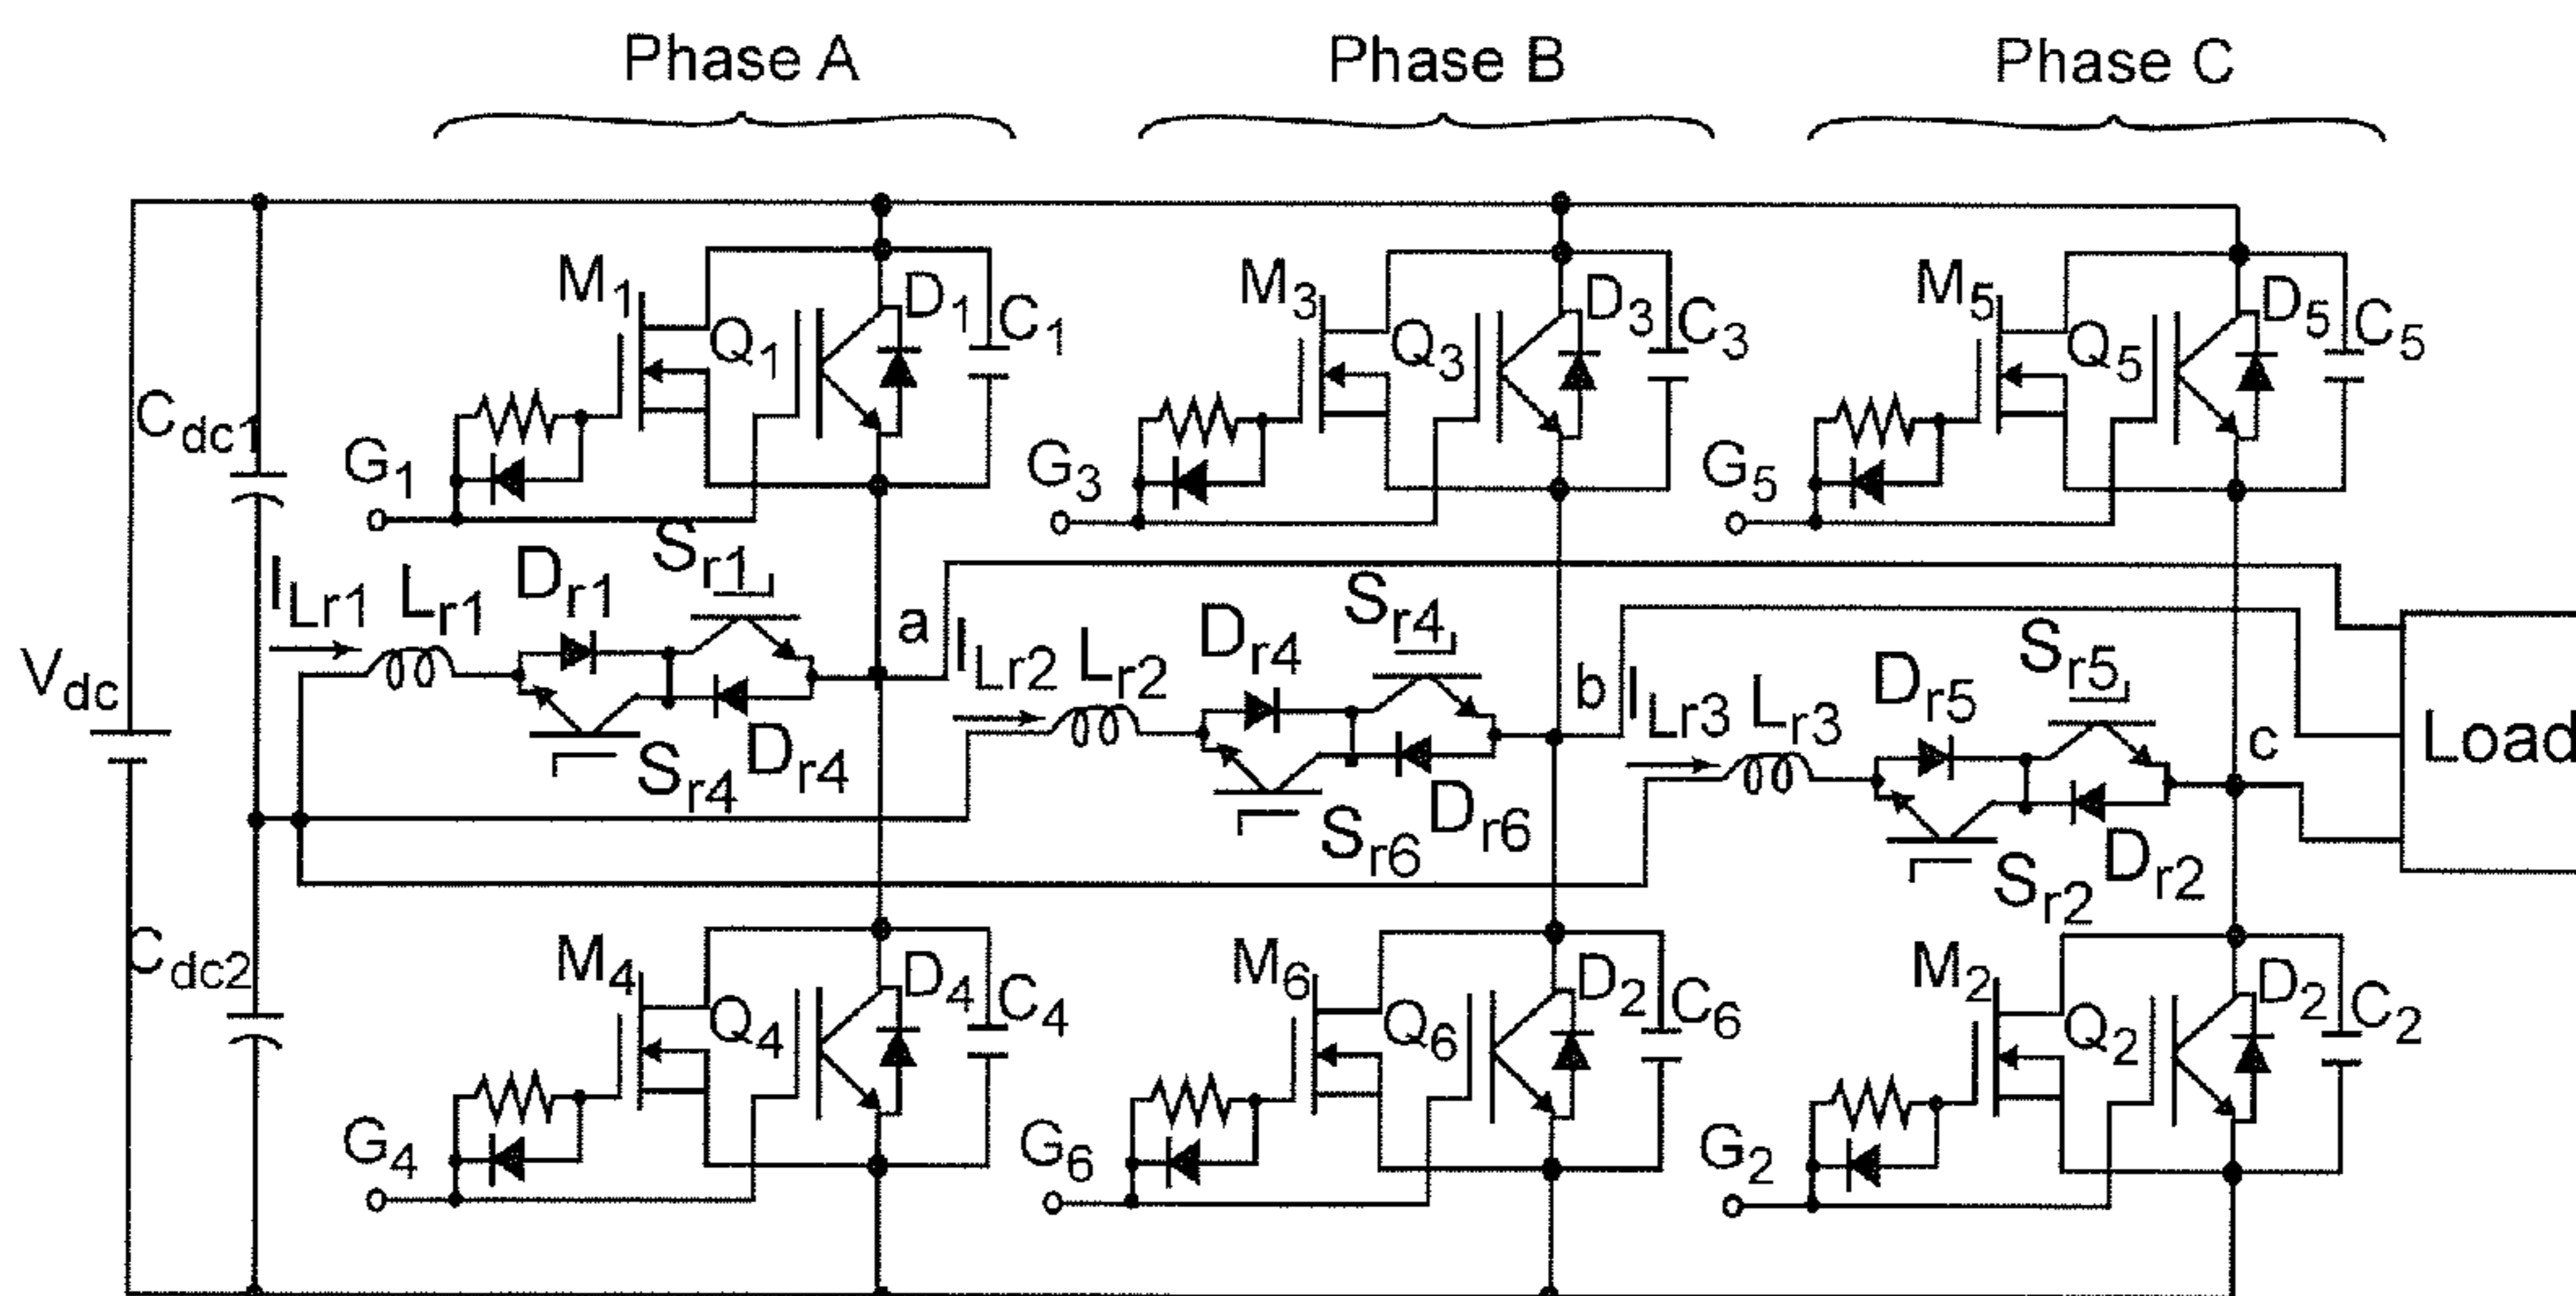 Phase A
Phase B
Phase C
M1
Q1
D1
C1
M3
Q3
D3
C3
M5
Q5
D5
C5
Cdc1
G1
G3
G5
ILr1
Lr1
Dr1
Sr1
a
ILr2
Lr2
Dr4
Sr4
b
ILr3
Lr3
Dr5
Sr5
c
Vdc
Sr4
Dr4
Sr6
Dr6
Sr2
Dr2
Load
Cdc2
M4
Q4
D4
C4
M6
Q6
D2
C6
M2
Q2
D2
C2
G4
G6
G2